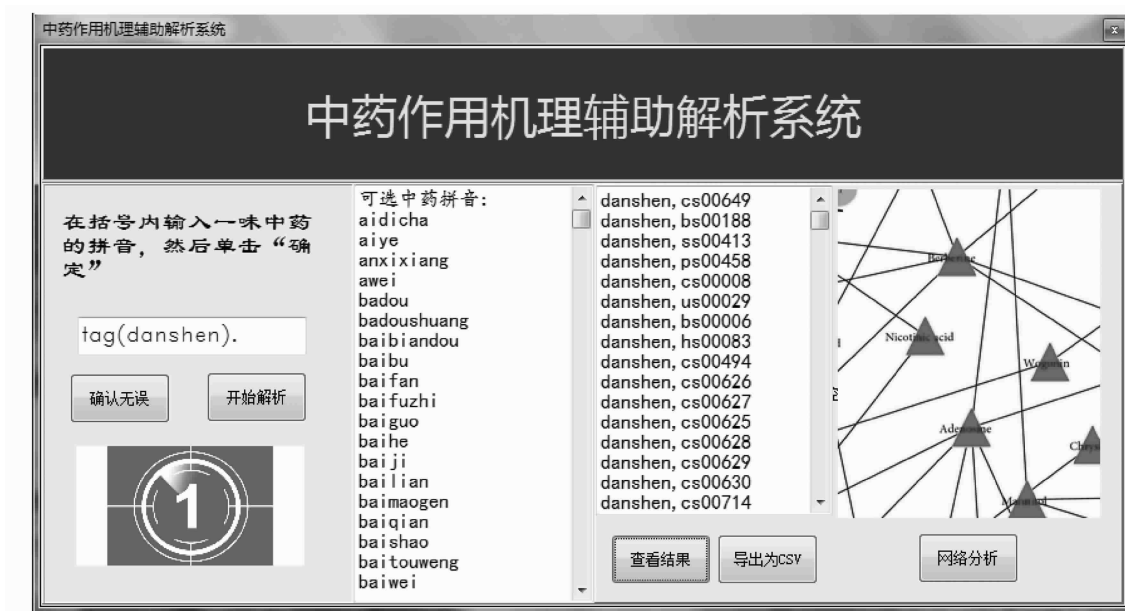 中药作用机理辅助解析系统
x
中药作用机理辅助解析系统
在括号内输入一味中药
的拼音，然后单击“确
定”
tag(danshen).
确认无误
开始解析
1
可选中药拼音:
aidicha
aiye
anxixiang
awei
badou
badoushuang
baibiandou
baibu
baifan
baifuzhi
baiguo
baihe
baiji
bailian
baimaogen
baiqian
baishao
baitouweng
baiwei
danshen, cs00649
danshen, bs00188
danshen, ss00413
danshen, ps00458
danshen, cs00008
danshen, us00029
danshen, bs00006
danshen, hs00083
danshen, cs00494
danshen, cs00626
danshen, cs00627
danshen, cs00625
danshen, cs00628
danshen, cs00629
danshen, cs00630
danshen, cs00714
查看结果
导出为CSV
Berberine
Nicotinic acid
Wogonin
Adenosine
Chrys
Mannitol
网络分析